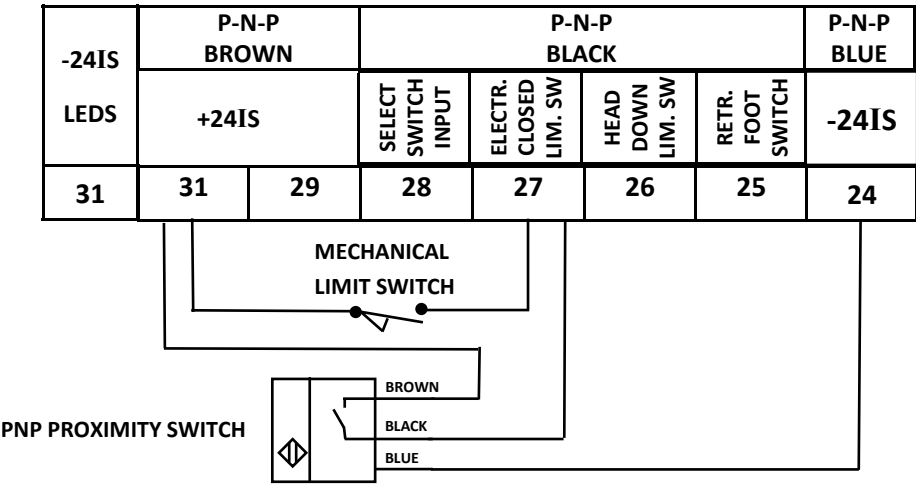 -24IS
LEDS
P-N-P
BROWN
P-N-P
BLACK
P-N-P
BLUE
+24IS
SELECT
SWITCH
INPUT
ELECTR.
CLOSED
LIM. SW
HEAD
DOWN
LIM. SW
RETR.
FOOT
SWITCH
-24IS
31
31
29
28
27
26
25
24
MECHANICAL
LIMIT SWITCH
BROWN
PNP PROXIMITY SWITCH
BLACK
BLUE